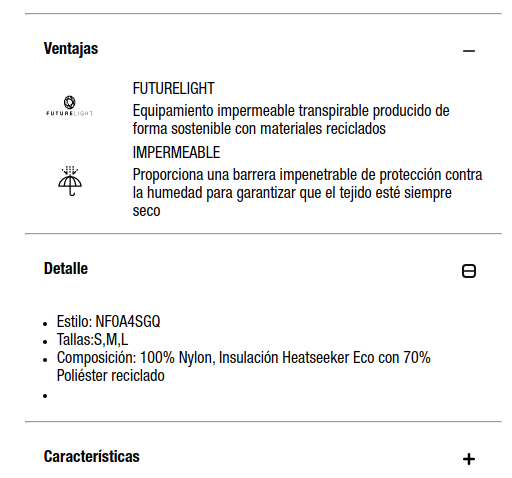 Ventajas
FUTURELIGHT
FUTURELIGHT
Equipamiento impermeable transpirable producido de
forma sostenible con materiales reciclados
IMPERMEABLE
Proporciona una barrera impenetrable de protección contra
la humedad para garantizar que el tejido esté siempre
seco
Detalle
Estilo: NF0A4SGQ
Tallas:S,M,L
Composición: 100% Nylon, Insulación Heatseeker Eco con 70%
Poliéster reciclado
Características